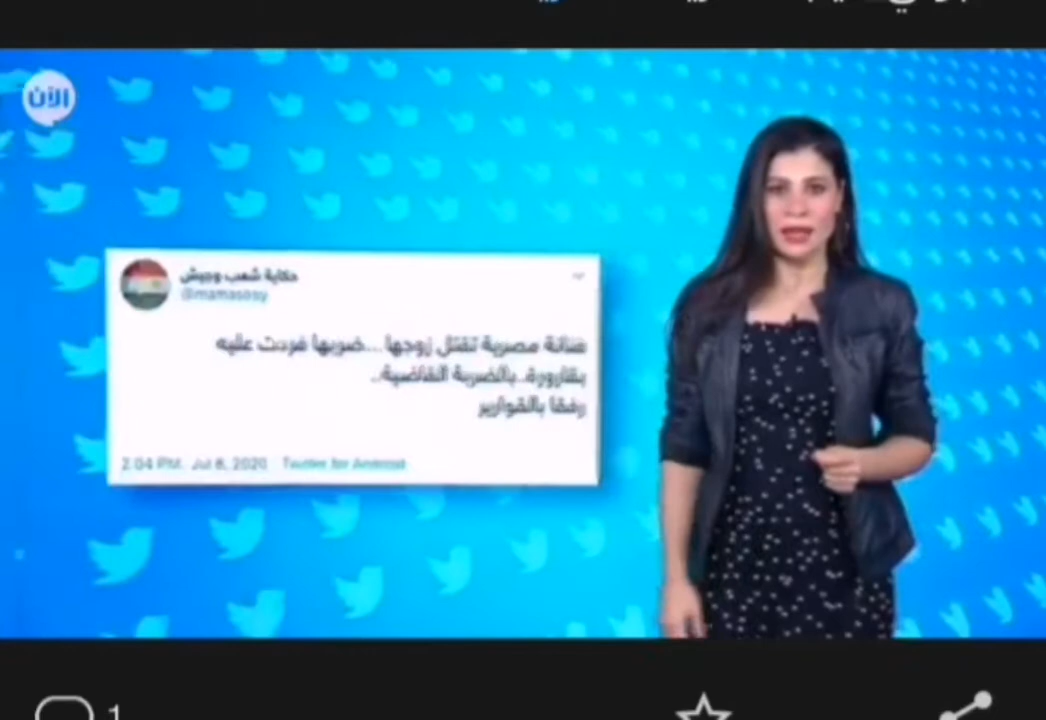 الآن
حكاية شعب وجيش
@mamasosy
فنانة مصرية تقتل زوجها...ضربها فردت عليه
بقارورة..بالضربة القاضية..
رفقا بالقوارير
2:04 PM. Jul 8, 2020 Twitter for Android
1